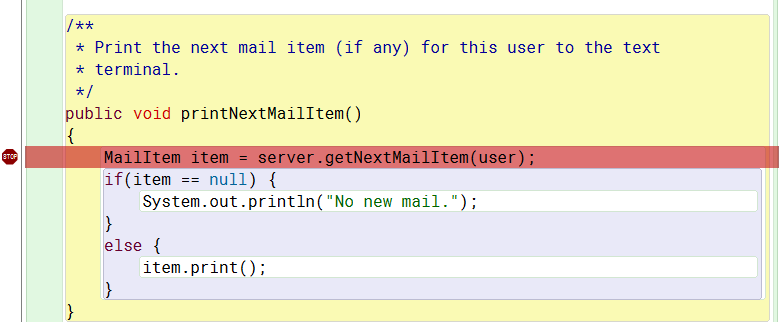 /**
 * Print the next mail item (if any) for this user to the text
 * terminal.
 */
public void printNextMailItem()
{
STOP
    MailItem item = server.getNextMailItem(user);
    if(item == null) {
        System.out.println("No new mail.");
    }
    else {
        item.print();
    }
}